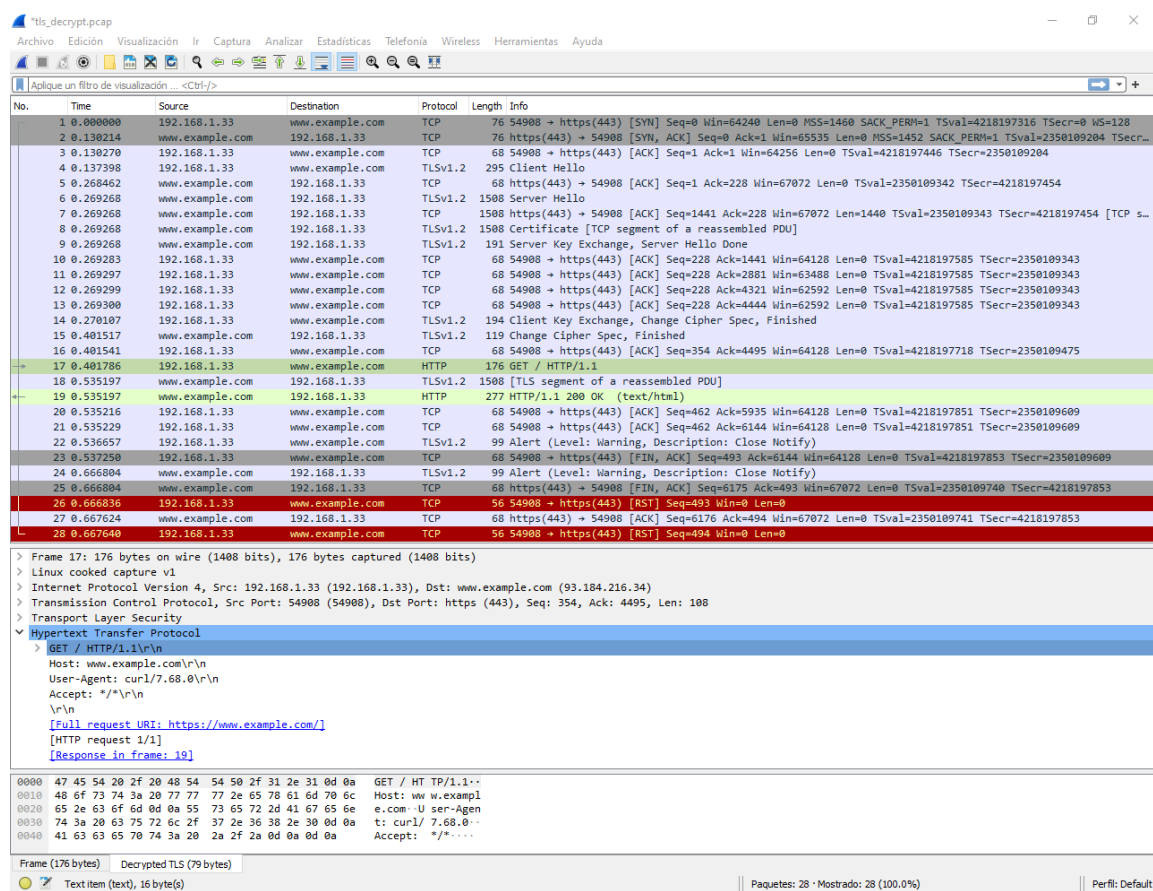 *tls_decrypt.pcap
Archivo Edición Visualización Ir Captura Analizar Estadísticas Telefonía Wireless Herramientas Ayuda
Aplique un filtro de visualización ... <Ctrl-/>
No. Time Source Destination Protocol Length Info
1 0.000000 192.168.1.33 www.example.com TCP 76 54908 → https(443) [SYN] Seq=0 Win=64240 Len=0 MSS=1460 SACK_PERM=1 TSval=4218197316 TSecr=0 WS=128
2 0.130214 www.example.com 192.168.1.33 TCP 76 https(443) → 54908 [SYN, ACK] Seq=0 Ack=1 Win=65535 Len=0 MSS=1452 SACK_PERM=1 TSval=2350109204 TSecr…
3 0.130270 192.168.1.33 www.example.com TCP 68 54908 → https(443) [ACK] Seq=1 Ack=1 Win=64256 Len=0 TSval=4218197446 TSecr=2350109204
4 0.137398 192.168.1.33 www.example.com TLSv1.2 295 Client Hello
5 0.268462 www.example.com 192.168.1.33 TCP 68 https(443) → 54908 [ACK] Seq=1 Ack=228 Win=67072 Len=0 TSval=2350109342 TSecr=4218197454
6 0.269268 www.example.com 192.168.1.33 TLSv1.2 1508 Server Hello
7 0.269268 www.example.com 192.168.1.33 TCP 1508 https(443) → 54908 [ACK] Seq=1441 Ack=228 Win=67072 Len=1440 TSval=2350109343 TSecr=4218197454 [TCP s…
8 0.269268 www.example.com 192.168.1.33 TLSv1.2 1508 Certificate [TCP segment of a reassembled PDU]
9 0.269268 www.example.com 192.168.1.33 TLSv1.2 191 Server Key Exchange, Server Hello Done
10 0.269283 192.168.1.33 www.example.com TCP 68 54908 → https(443) [ACK] Seq=228 Ack=1441 Win=64128 Len=0 TSval=4218197585 TSecr=2350109343
11 0.269297 192.168.1.33 www.example.com TCP 68 54908 → https(443) [ACK] Seq=228 Ack=2881 Win=63488 Len=0 TSval=4218197585 TSecr=2350109343
12 0.269299 192.168.1.33 www.example.com TCP 68 54908 → https(443) [ACK] Seq=228 Ack=4321 Win=62592 Len=0 TSval=4218197585 TSecr=2350109343
13 0.269300 192.168.1.33 www.example.com TCP 68 54908 → https(443) [ACK] Seq=228 Ack=4444 Win=62592 Len=0 TSval=4218197585 TSecr=2350109343
14 0.270107 192.168.1.33 www.example.com TLSv1.2 194 Client Key Exchange, Change Cipher Spec, Finished
15 0.401517 www.example.com 192.168.1.33 TLSv1.2 119 Change Cipher Spec, Finished
16 0.401541 192.168.1.33 www.example.com TCP 68 54908 → https(443) [ACK] Seq=354 Ack=4495 Win=64128 Len=0 TSval=4218197718 TSecr=2350109475
17 0.401786 192.168.1.33 www.example.com HTTP 176 GET / HTTP/1.1
18 0.535197 www.example.com 192.168.1.33 TLSv1.2 1508 [TLS segment of a reassembled PDU]
19 0.535197 www.example.com 192.168.1.33 HTTP 277 HTTP/1.1 200 OK (text/html)
20 0.535216 192.168.1.33 www.example.com TCP 68 54908 → https(443) [ACK] Seq=462 Ack=5935 Win=64128 Len=0 TSval=4218197851 TSecr=2350109609
21 0.535229 192.168.1.33 www.example.com TCP 68 54908 → https(443) [ACK] Seq=462 Ack=6144 Win=64128 Len=0 TSval=4218197851 TSecr=2350109609
22 0.536657 192.168.1.33 www.example.com TLSv1.2 99 Alert (Level: Warning, Description: Close Notify)
23 0.537250 192.168.1.33 www.example.com TCP 68 54908 → https(443) [FIN, ACK] Seq=493 Ack=6144 Win=64128 Len=0 TSval=4218197853 TSecr=2350109609
24 0.666804 www.example.com 192.168.1.33 TLSv1.2 99 Alert (Level: Warning, Description: Close Notify)
25 0.666804 www.example.com 192.168.1.33 TCP 68 https(443) → 54908 [FIN, ACK] Seq=6175 Ack=493 Win=67072 Len=0 TSval=2350109740 TSecr=4218197853
26 0.666836 192.168.1.33 www.example.com TCP 56 54908 → https(443) [RST] Seq=493 Win=0 Len=0
27 0.667624 www.example.com 192.168.1.33 TCP 68 https(443) → 54908 [ACK] Seq=6176 Ack=494 Win=67072 Len=0 TSval=2350109741 TSecr=4218197853
28 0.667640 192.168.1.33 www.example.com TCP 56 54908 → https(443) [RST] Seq=494 Win=0 Len=0
Frame 17: 176 bytes on wire (1408 bits), 176 bytes captured (1408 bits)
Linux cooked capture v1
Internet Protocol Version 4, Src: 192.168.1.33 (192.168.1.33), Dst: www.example.com (93.184.216.34)
Transmission Control Protocol, Src Port: 54908 (54908), Dst Port: https (443), Seq: 354, Ack: 4495, Len: 108
Transport Layer Security
Hypertext Transfer Protocol
GET / HTTP/1.1\r\n
Host: www.example.com\r\n
User-Agent: curl/7.68.0\r\n
Accept: */*\r\n
\r\n
[Full request URI: https://www.example.com/]
[HTTP request 1/1]
[Response in frame: 19]
0000 47 45 54 20 2f 20 48 54 54 50 2f 31 2e 31 0d 0a GET / HT TP/1.1··
0010 48 6f 73 74 3a 20 77 77 77 2e 65 78 61 6d 70 6c Host: ww w.exampl
0020 65 2e 63 6f 6d 0d 0a 55 73 65 72 2d 41 67 65 6e e.com··U ser-Agen
0030 74 3a 20 63 75 72 6c 2f 37 2e 36 38 2e 30 0d 0a t: curl/ 7.68.0··
0040 41 63 63 65 70 74 3a 20 2a 2f 2a 0d 0a 0d 0a Accept: */*····
Frame (176 bytes) Decrypted TLS (79 bytes)
Text item (text), 16 byte(s) Paquetes: 28 · Mostrado: 28 (100.0%) Perfil: Default